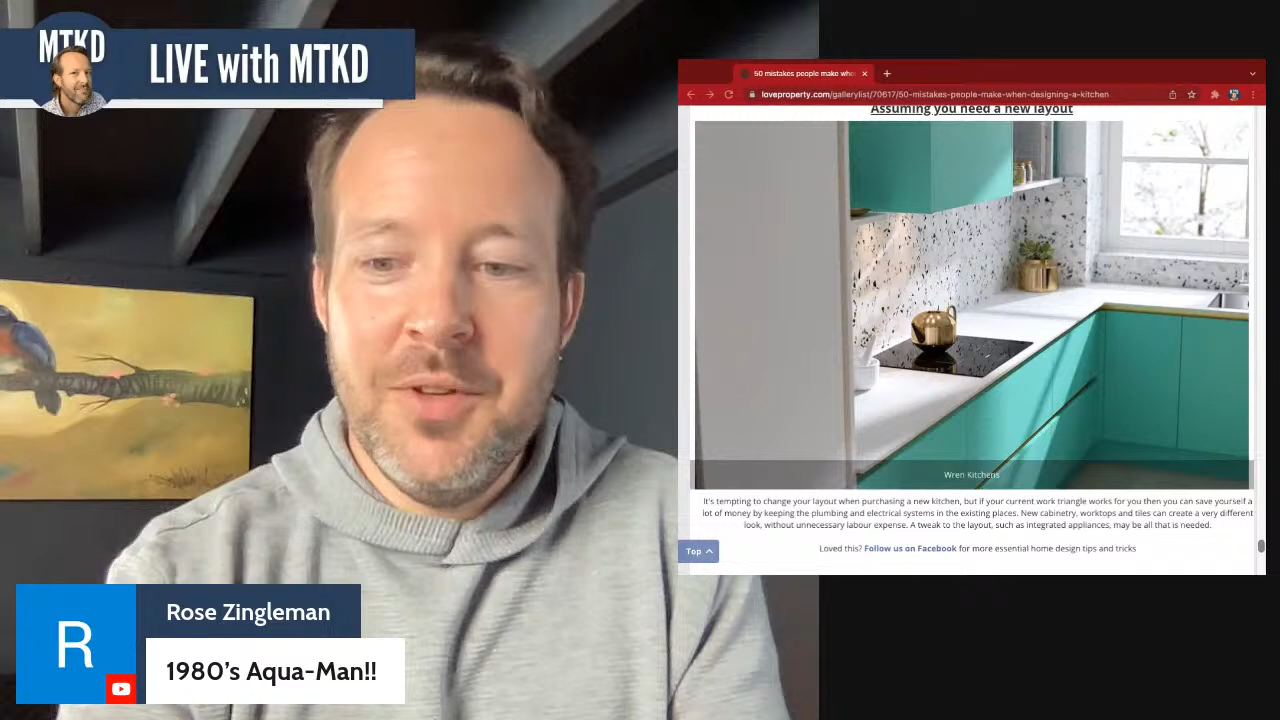 MTKD
LIVE with MTKD
50 mistakes people make whe
loveproperty.com/gallerylist/70617/50-mistakes-people-make-when-designing-a-kitchen
Assuming you need a new layout
Wren Kitchens
It's tempting to change your layout when purchasing a new kitchen, but if your current work triangle works for you then you can save yourself a
lot of money by keeping the plumbing and electrical systems in the existing places. New cabinetry, worktops and tiles can create a very different
look, without unnecessary labour expense. A tweak to the layout, such as integrated appliances, may be all that is needed.
Top
Loved this? Follow us on Facebook for more essential home design tips and tricks
R
Rose Zingleman
1980's Aqua-Man!!